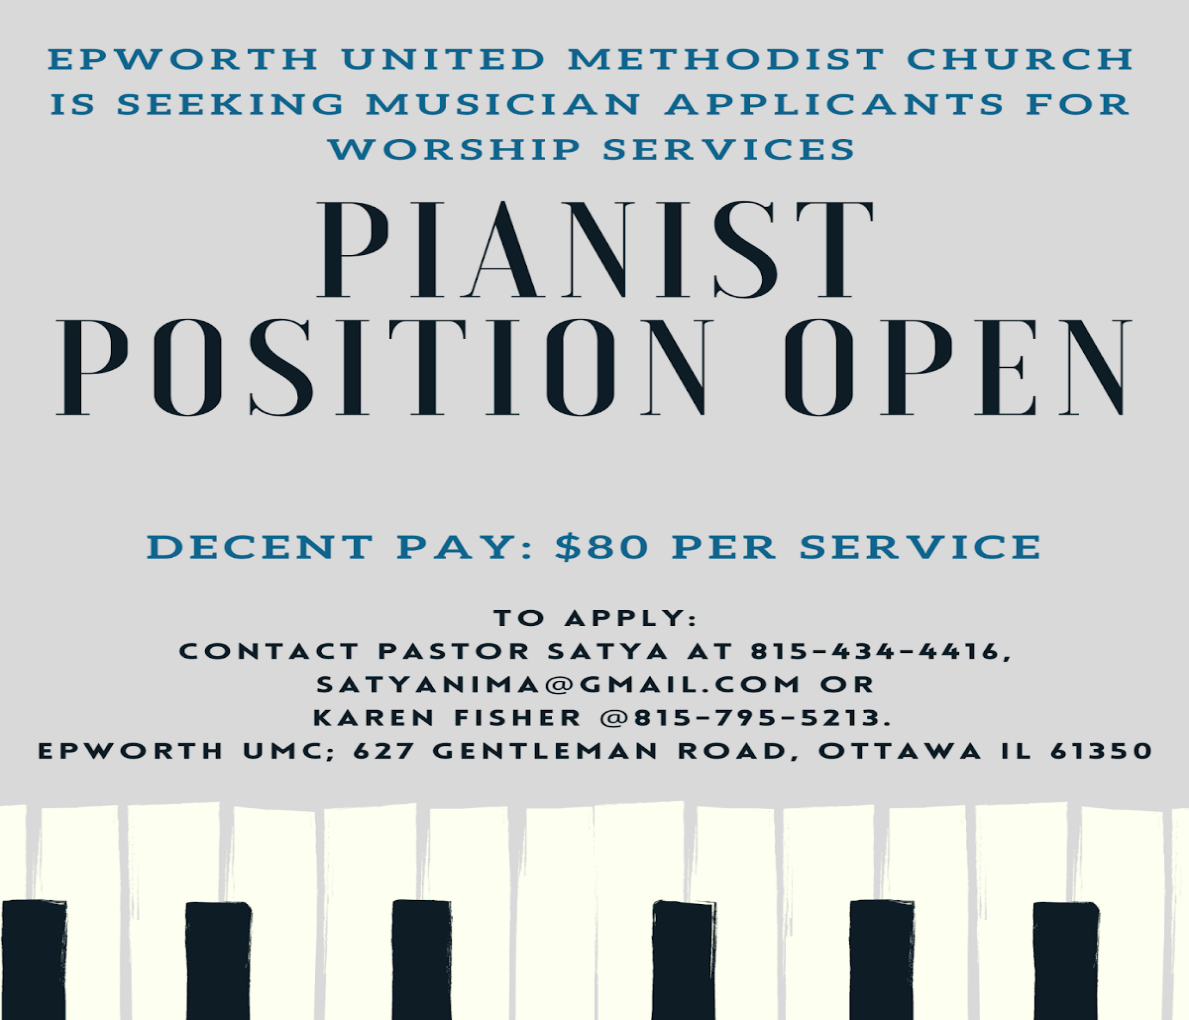 EPWORTH UNITED METHODIST CHURCH
IS SEEKING MUSICIAN APPLICANTS FOR
WORSHIP SERVICES
PIANIST
POSITION OPEN
DECENT PAY: $80 PER SERVICE
TO APPLY:
CONTACT PASTOR SATYA AT 815-434-4416,
SATYANIMA@GMAIL.COM OR
KAREN FISHER @815-795-5213.
EPWORTH UMC; 627 GENTLEMAN ROAD, OTTAWA IL 61350